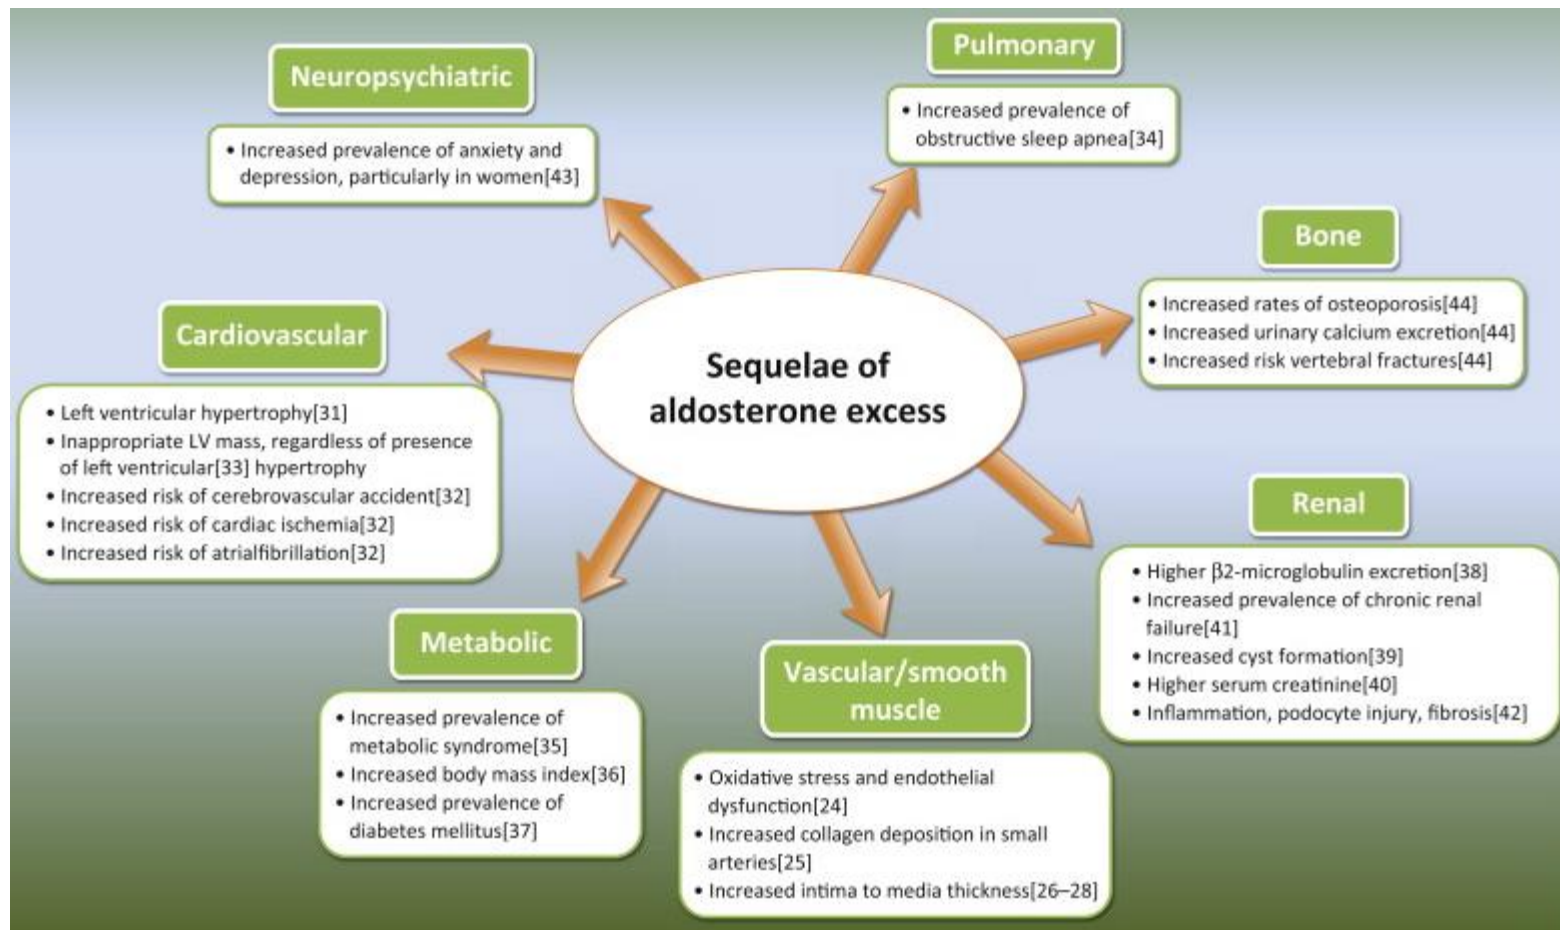 Sequelae of
aldosterone excess
Neuropsychiatric
• Increased prevalence of anxiety and
depression, particularly in women[43]
Pulmonary
• Increased prevalence of
obstructive sleep apnea[34]
Bone
• Increased rates of osteoporosis[44]
• Increased urinary calcium excretion[44]
• Increased risk vertebral fractures[44]
Cardiovascular
• Left ventricular hypertrophy[31]
• Inappropriate LV mass, regardless of presence
of left ventricular[33] hypertrophy
• Increased risk of cerebrovascular accident[32]
• Increased risk of cardiac ischemia[32]
• Increased risk of atrialfibrillation[32]
Renal
• Higher β2-microglobulin excretion[38]
• Increased prevalence of chronic renal
failure[41]
• Increased cyst formation[39]
• Higher serum creatinine[40]
• Inflammation, podocyte injury, fibrosis[42]
Metabolic
• Increased prevalence of
metabolic syndrome[35]
• Increased body mass index[36]
• Increased prevalence of
diabetes mellitus[37]
Vascular/smooth
muscle
• Oxidative stress and endothelial
dysfunction[24]
• Increased collagen deposition in small
arteries[25]
• Increased intima to media thickness[26–28]